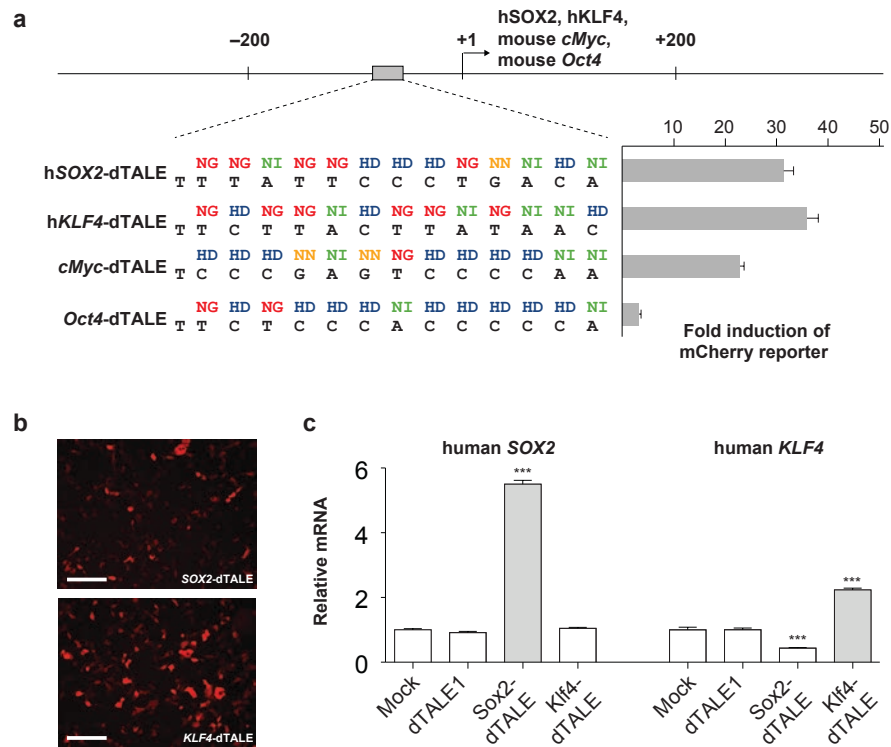 a
hSOX2, hKLF4,
mouse cMyc,
mouse Oct4
–200
+1
+200
10 20 30 40 50
NG NG NI NG NG HD HD HD NG NN NI HD NI
hSOX2-dTALE
T T T A T T C C C T G A C A
NG HD NG NG NI HD NG NG NI NG NI NI HD
hKLF4-dTALE
T T C T T A C T T A T A A C
HD HD HD NN NI NN NG HD HD HD HD NI NI
cMyc-dTALE
T C C C G A G T C C C C A A
NG HD NG HD HD HD NI HD HD HD HD HD NI
Oct4-dTALE
T T C T C C C A C C C C C A
Fold induction of
mCherry reporter
b
SOX2-dTALE
KLF4-dTALE
c
human SOX2
human KLF4
Relative mRNA
6
4
2
0
***
***
***
Mock
dTALE1
Sox2-
dTALE
Klf4-
dTALE
Mock
dTALE1
Sox2-
dTALE
Klf4-
dTALE